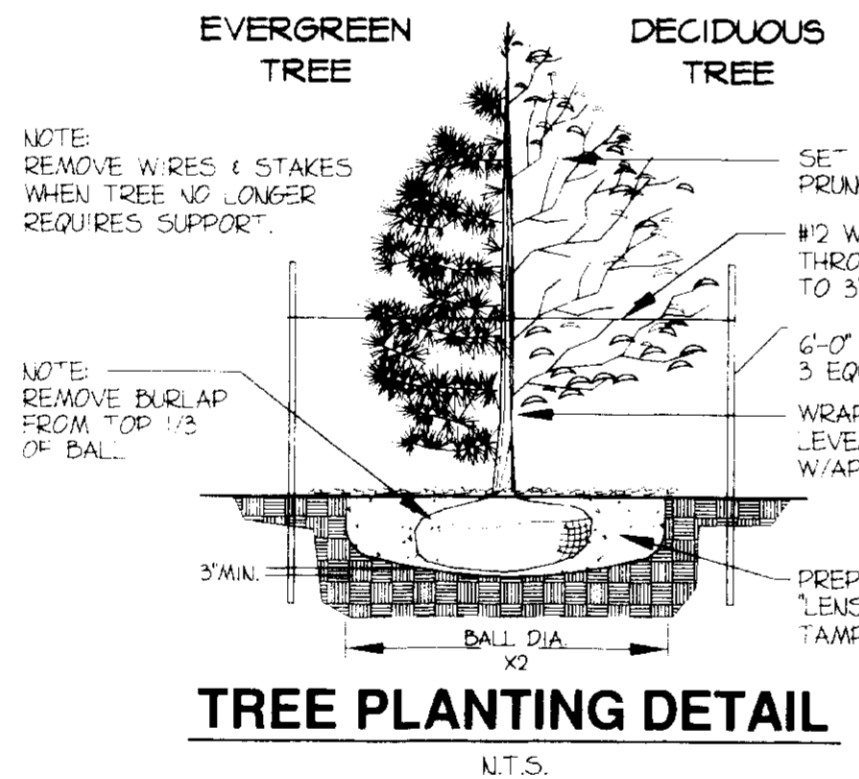 EVERGREEN
TREE
DECIDUOUS
TREE
NOTE:
REMOVE WIRES & STAKES
WHEN TREE NO LONGER
REQUIRES SUPPORT.
NOTE:
REMOVE BURLAP
FROM TOP 1/3
OF BALL
SET
PRUN
#12 W
THRO
TO 3"
6'-0"
3 EQU
WRAP
LEVE
W/AP
PREP
"LENS
TAMP
3"MIN.
BALL DIA.
X2
TREE PLANTING DETAIL
N.T.S.